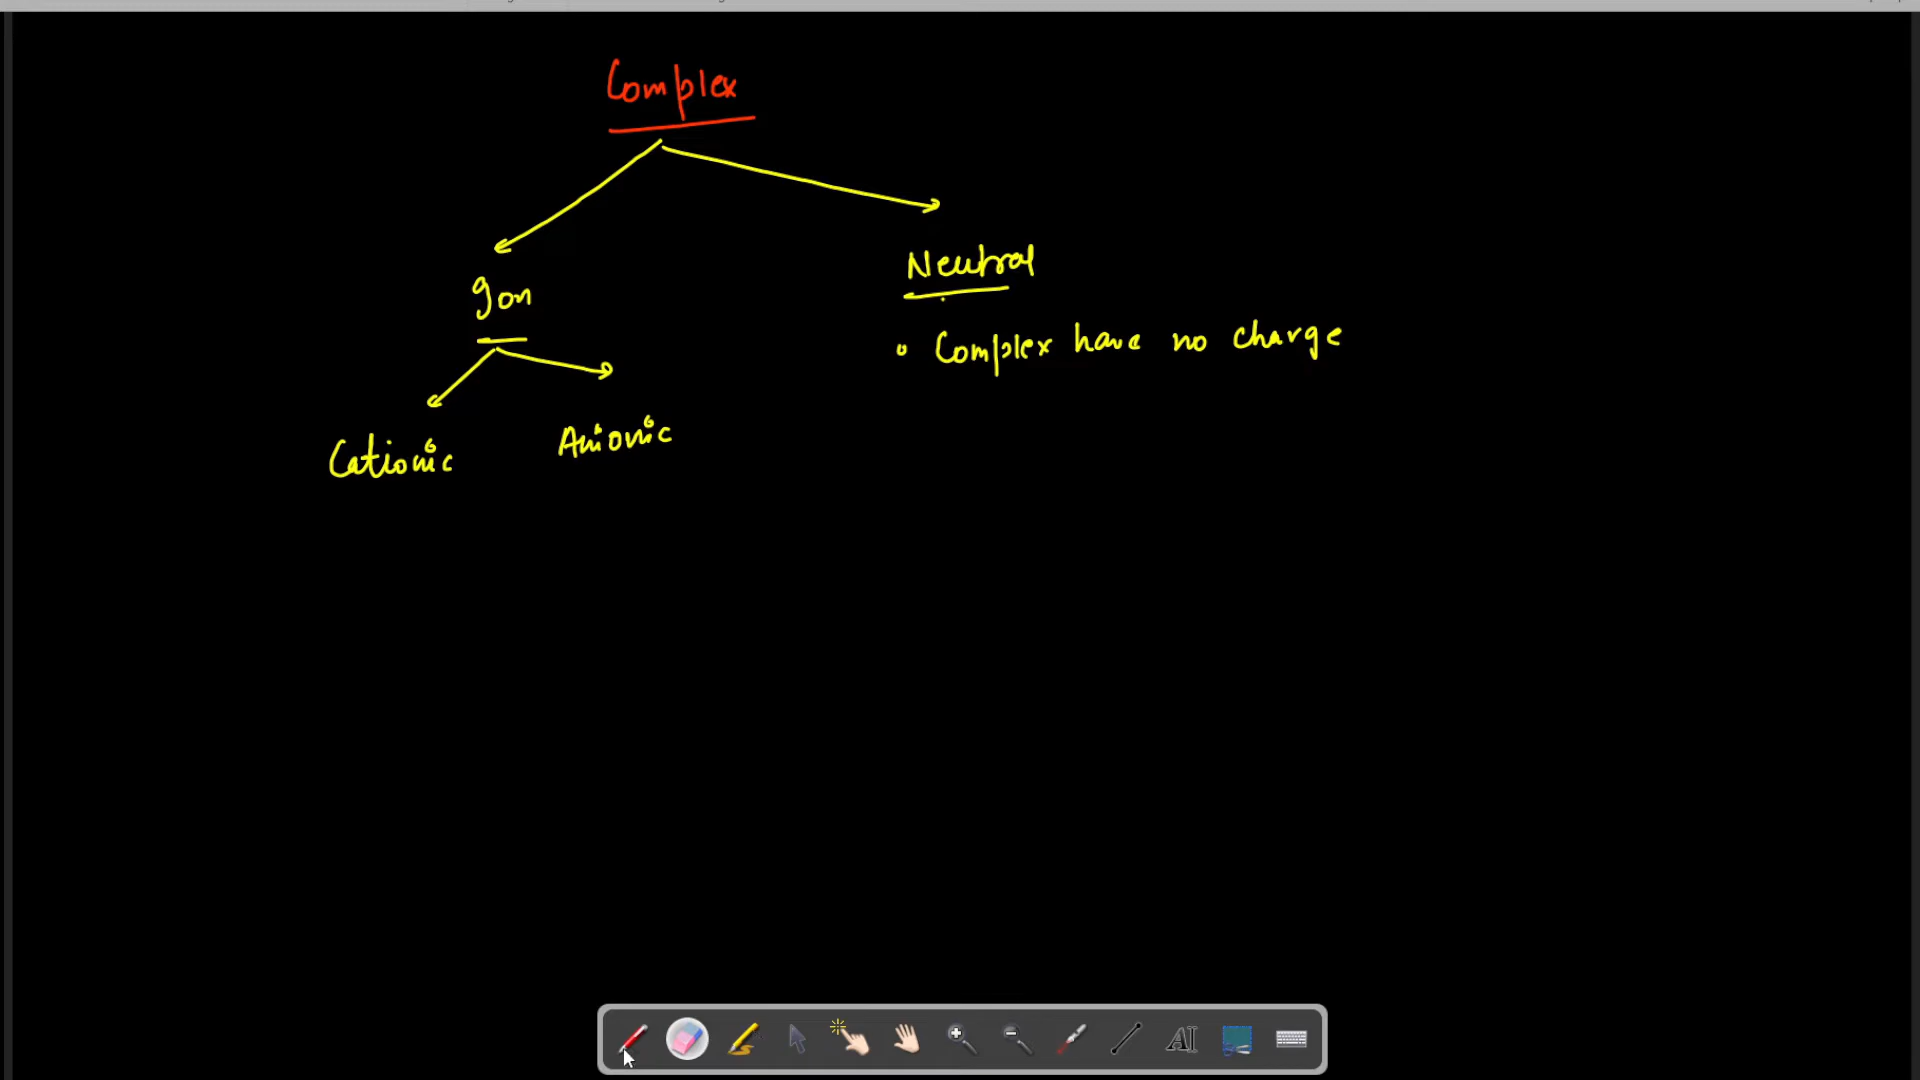 Complex
Ion
Neutral
Complex have no charge
Cationic
Anionic